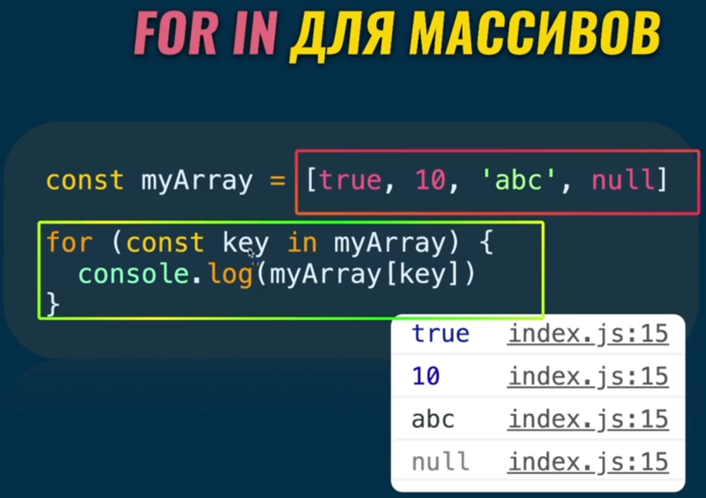 FOR IN ДЛЯ МАССИВОВ
const myArray = [true, 10, 'abc', null]
for (const key in myArray) {
  console.log(myArray[key])
}
true index.js:15
10 index.js:15
abc index.js:15
null index.js:15